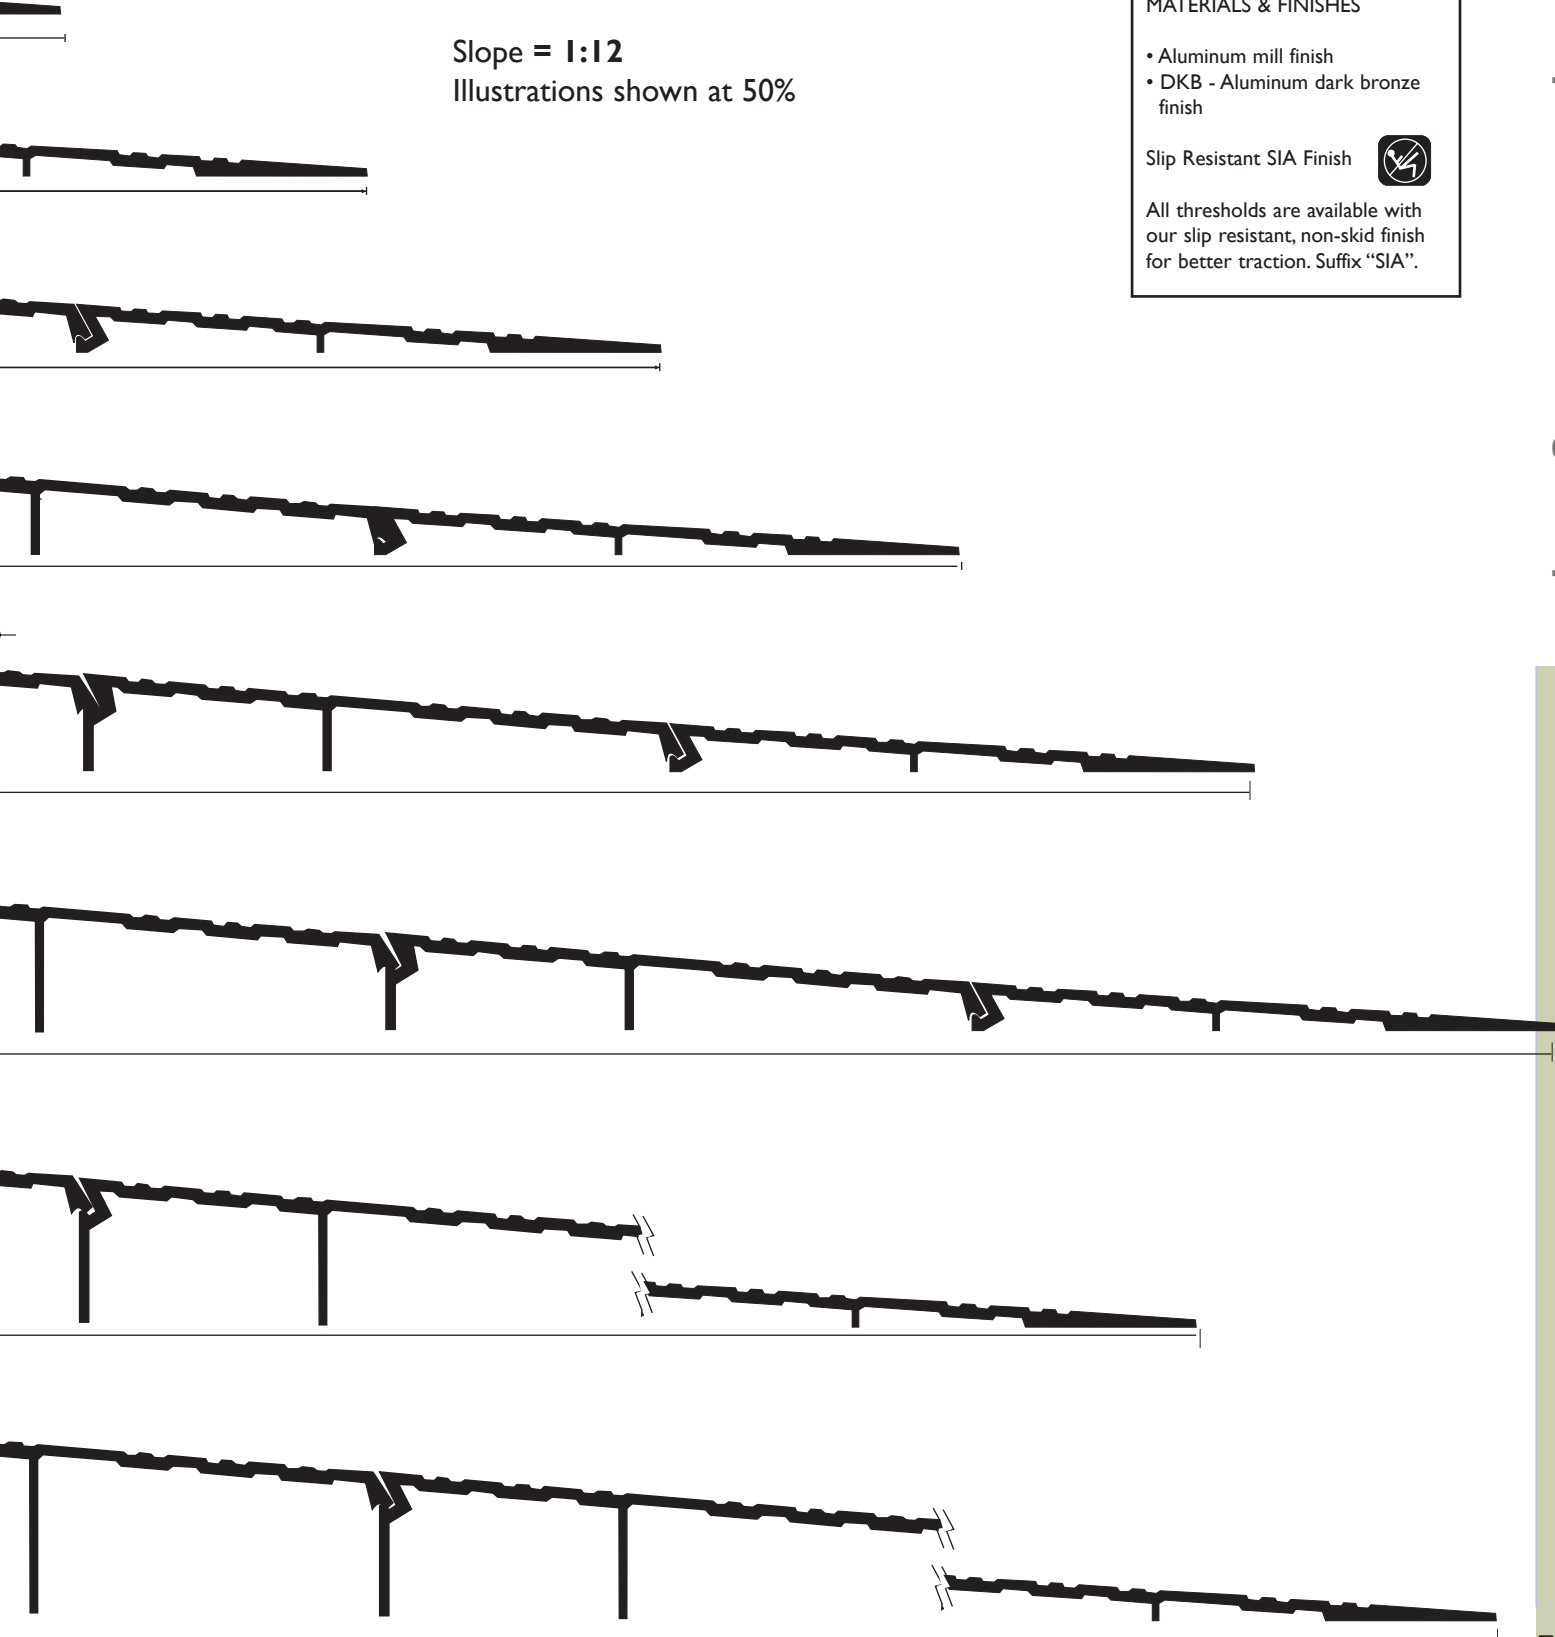 Slope = 1:12
Illustrations shown at 50%
MATERIALS & FINISHES
• Aluminum mill finish
• DKB - Aluminum dark bronze
finish
Slip Resistant SIA Finish
All thresholds are available with
our slip resistant, non-skid finish
for better traction. Suffix “SIA”.